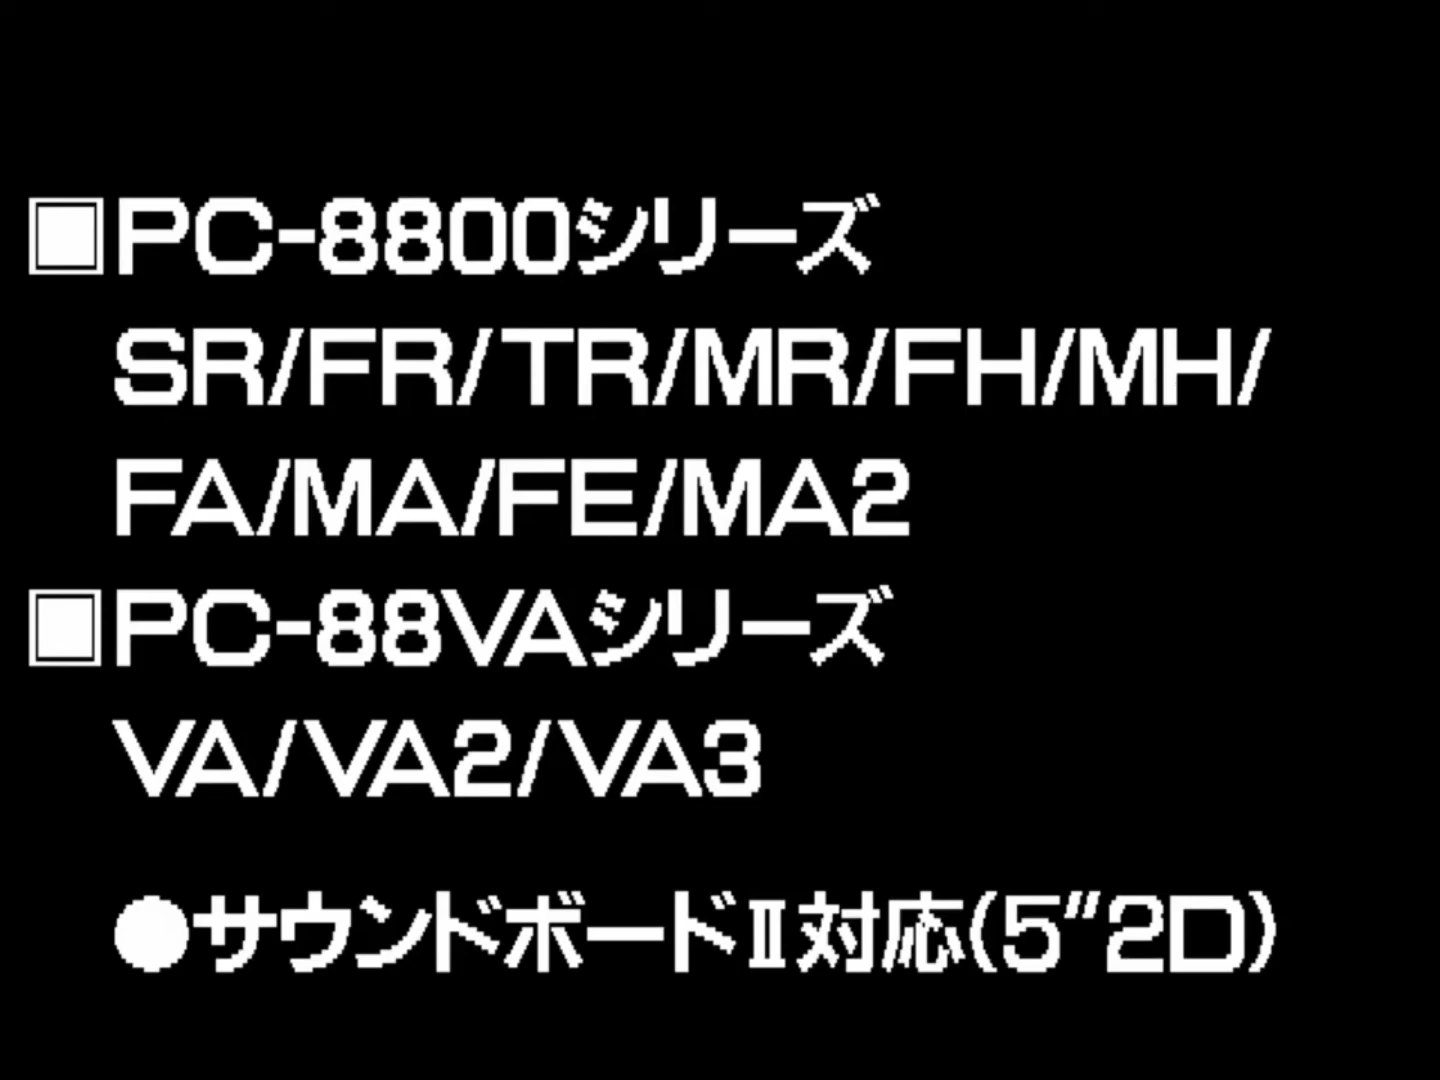 ▣PC-8800シリーズ
SR/FR/TR/MR/FH/MH/
FA/MA/FE/MA2
▣PC-88VAシリーズ
VA/VA2/VA3
●サウンドボードⅡ対応(5″2D)